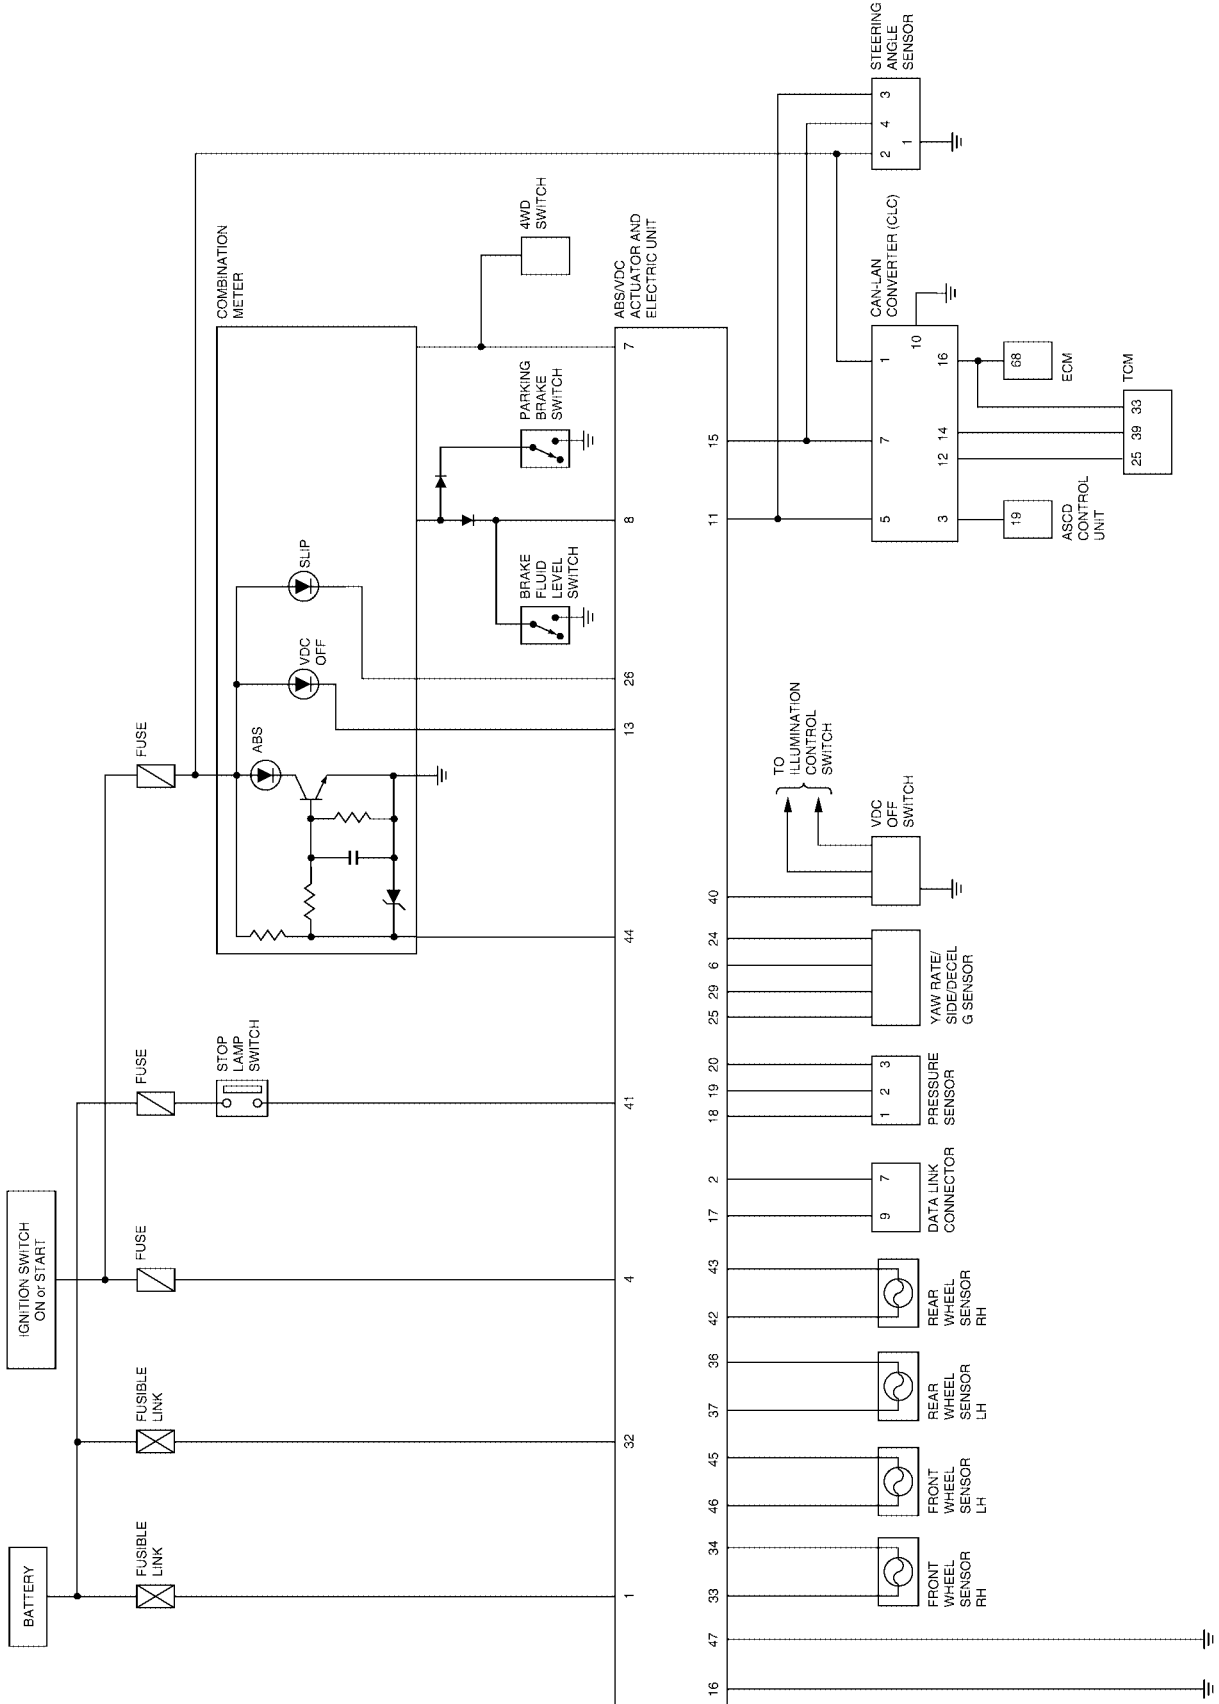 BATTERY
IGNITION SWITCH
ON or START
FUSIBLE
LINK
FUSIBLE
LINK
FUSE
FUSE
FUSE
STOP
LAMP
SWITCH
COMBINATION
METER
ABS
VDC
OFF
SLIP
BRAKE
FLUID
LEVEL
SWITCH
PARKING
BRAKE
SWITCH
4WD
SWITCH
1
32
4
41
44
13
26
8
7
ABS/VDC
ACTUATOR AND
ELECTRIC UNIT
16
47
33
34
46
45
37
36
42
43
17
2
18
19
20
25
29
6
24
40
11
15
TO
ILLUMINATION
CONTROL
SWITCH
FRONT
WHEEL
SENSOR
RH
FRONT
WHEEL
SENSOR
LH
REAR
WHEEL
SENSOR
LH
REAR
WHEEL
SENSOR
RH
9
7
DATA LINK
CONNECTOR
1
2
3
PRESSURE
SENSOR
YAW RATE/
SIDE/DECEL
G SENSOR
VDC
OFF
SWITCH
5
7
1
10
3
12
14
16
CAN-LAN
CONVERTER (CLC)
2
4
3
1
STEERING
ANGLE
SENSOR
19
ASCD
CONTROL
UNIT
68
ECM
25
39
33
TCM